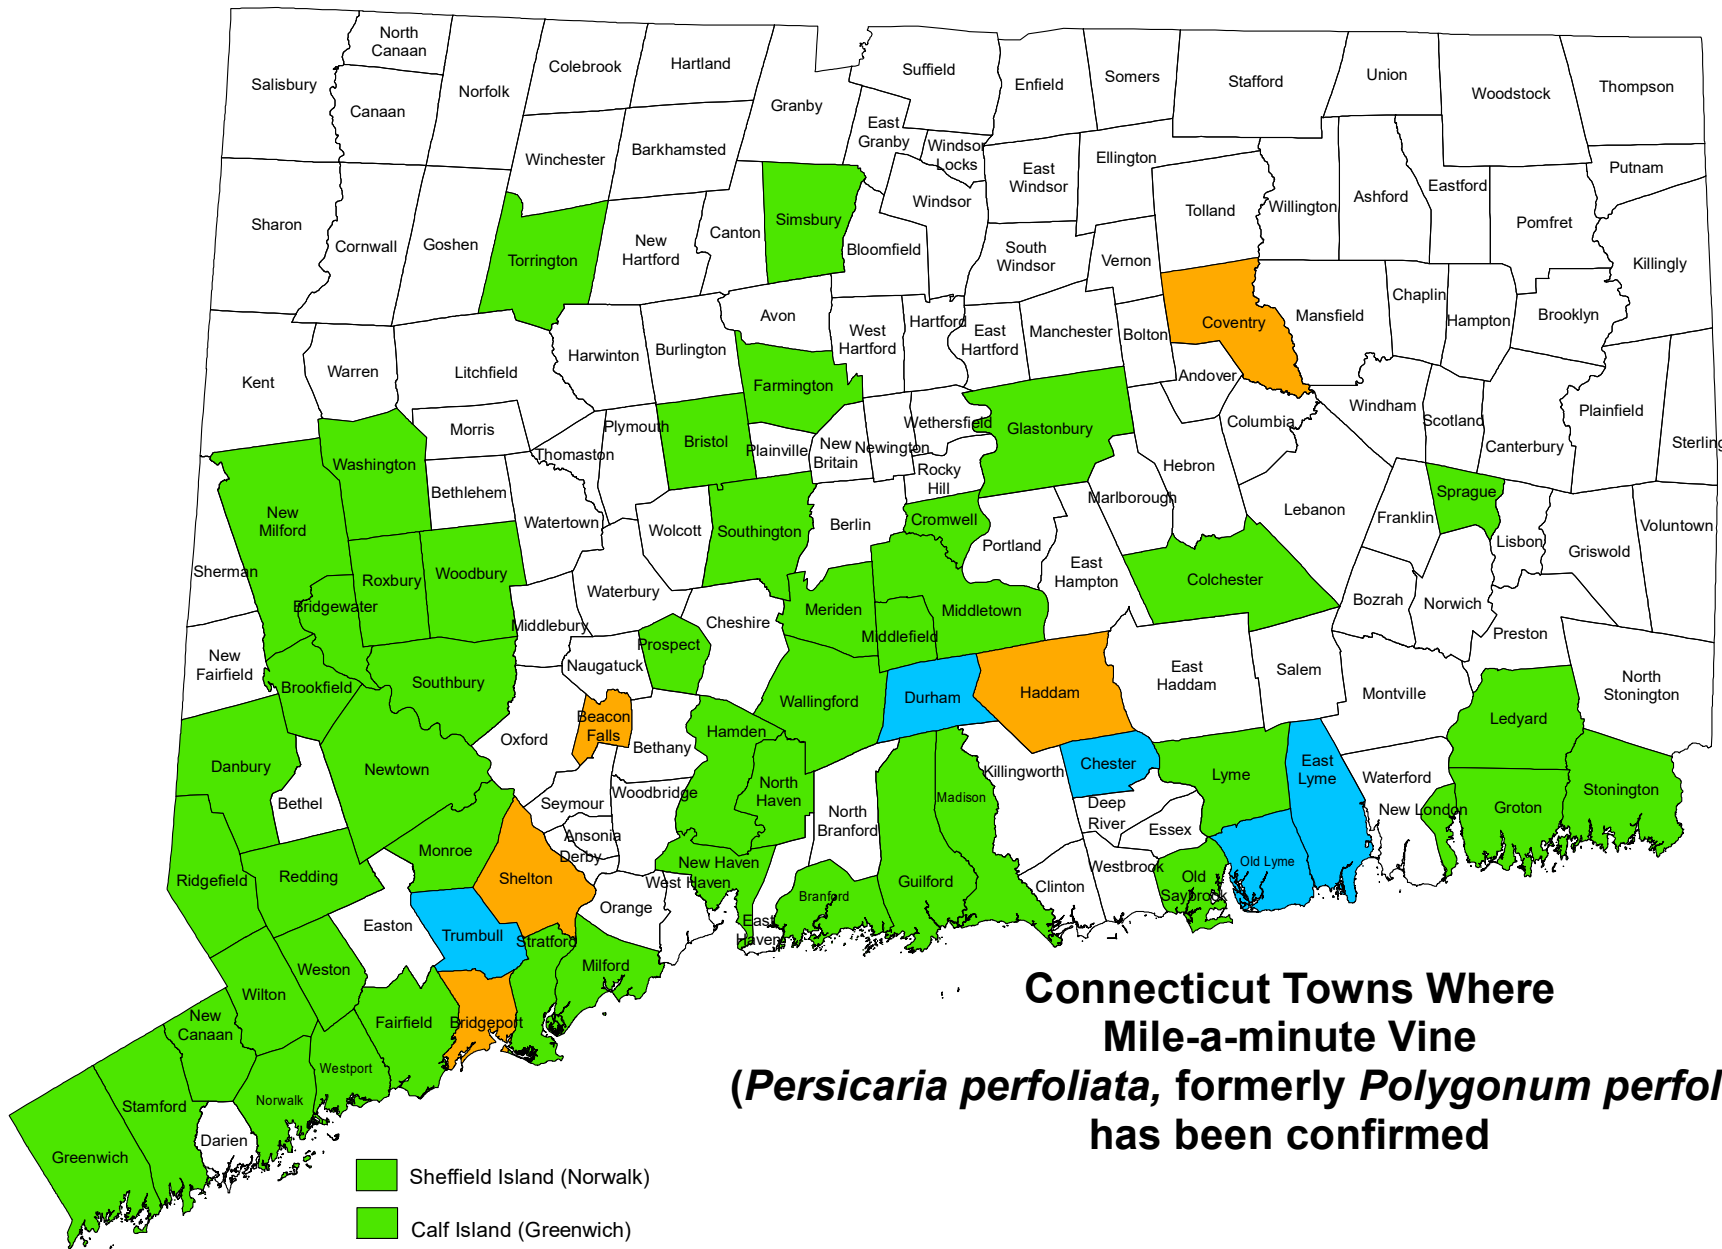 North
Canaan
Salisbury
Canaan
Norfolk
Colebrook
Hartland
Granby
Suffield
Enfield
Somers
Stafford
Union
Woodstock
Thompson
East
Granby
Windsor
Locks
Winchester
Barkhamsted
East
Windsor
Ellington
Putnam
Sharon
Cornwall
Goshen
Torrington
New
Hartford
Canton
Simsbury
Bloomfield
Windsor
South
Windsor
Vernon
Tolland
Willington
Ashford
Eastford
Pomfret
Killingly
Kent
Warren
Litchfield
Harwinton
Burlington
Avon
West
Hartford
Hartford
East
Hartford
Manchester
Bolton
Coventry
Mansfield
Chaplin
Hampton
Brooklyn
Farmington
Andover
Morris
Plymouth
Thomaston
Bristol
Plainville
New
Britain
Newington
Wethersfield
Rocky
Hill
Glastonbury
Hebron
Columbia
Windham
Scotland
Canterbury
Plainfield
Sterling
Washington
Bethlehem
Watertown
Wolcott
Southington
Berlin
Cromwell
Portland
Marlborough
East
Hampton
Lebanon
Franklin
Sprague
Lisbon
Griswold
Voluntown
New
Milford
Sherman
Roxbury
Woodbury
Bridgewater
Waterbury
Middlebury
Cheshire
Meriden
Middlefield
Middletown
Colchester
Bozrah
Norwich
Preston
New
Fairfield
Brookfield
Southbury
Naugatuck
Prospect
Wallingford
Durham
Haddam
East
Haddam
Salem
Montville
North
Stonington
Ledyard
Danbury
Bethel
Newtown
Oxford
Beacon
Falls
Bethany
Hamden
North
Haven
Woodbridge
Seymour
Ansonia
Derby
North
Branford
Madison
Killingworth
Chester
Deep
River
Essex
Lyme
East
Lyme
Waterford
New London
Groton
Stonington
Ridgefield
Redding
Monroe
Shelton
Easton
Trumbull
Stratford
Orange
West Haven
New Haven
East
Haven
Branford
Guilford
Clinton
Westbrook
Old
Saybrook
Old Lyme
Weston
Wilton
New
Canaan
Fairfield
Bridgeport
Milford
Westport
Norwalk
Stamford
Darien
Greenwich
Connecticut Towns Where
Mile-a-minute Vine
(Persicaria perfoliata, formerly Polygonum perfol
has been confirmed
Sheffield Island (Norwalk)
Calf Island (Greenwich)